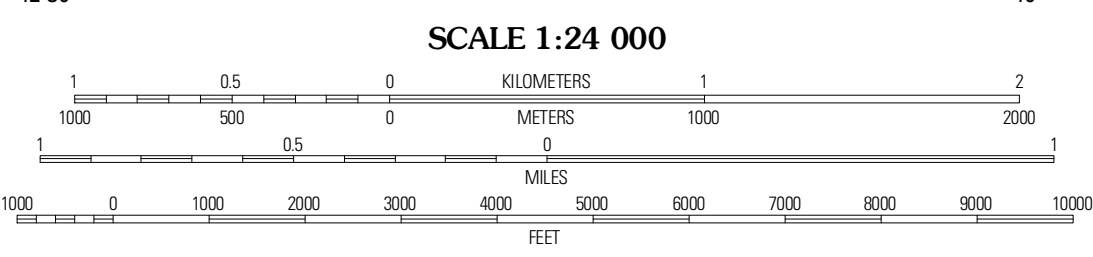 SCALE 1:24 000
1 0.5 0 KILOMETERS 1 2
1000 500 0 METERS 1000 2000
1 0.5 0 1
MILES
1000 0 1000 2000 3000 4000 5000 6000 7000 8000 9000 10000
FEET